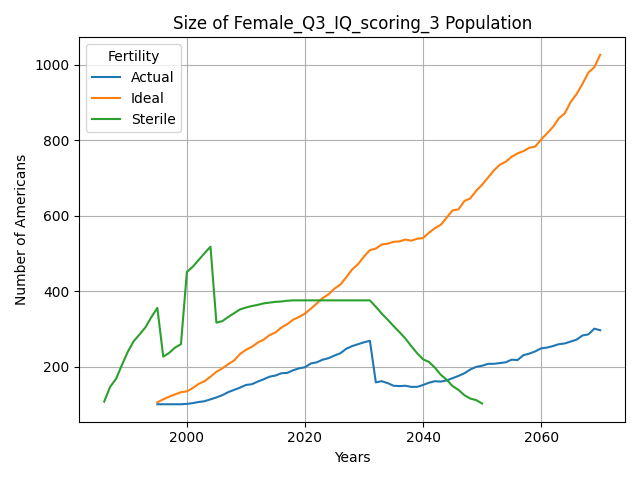 Size of Female_Q3_IQ_scoring_3 Population
Fertility
Actual
Ideal
Sterile
Number of Americans
1000
800
600
400
200
2000
2020
2040
2060
Years